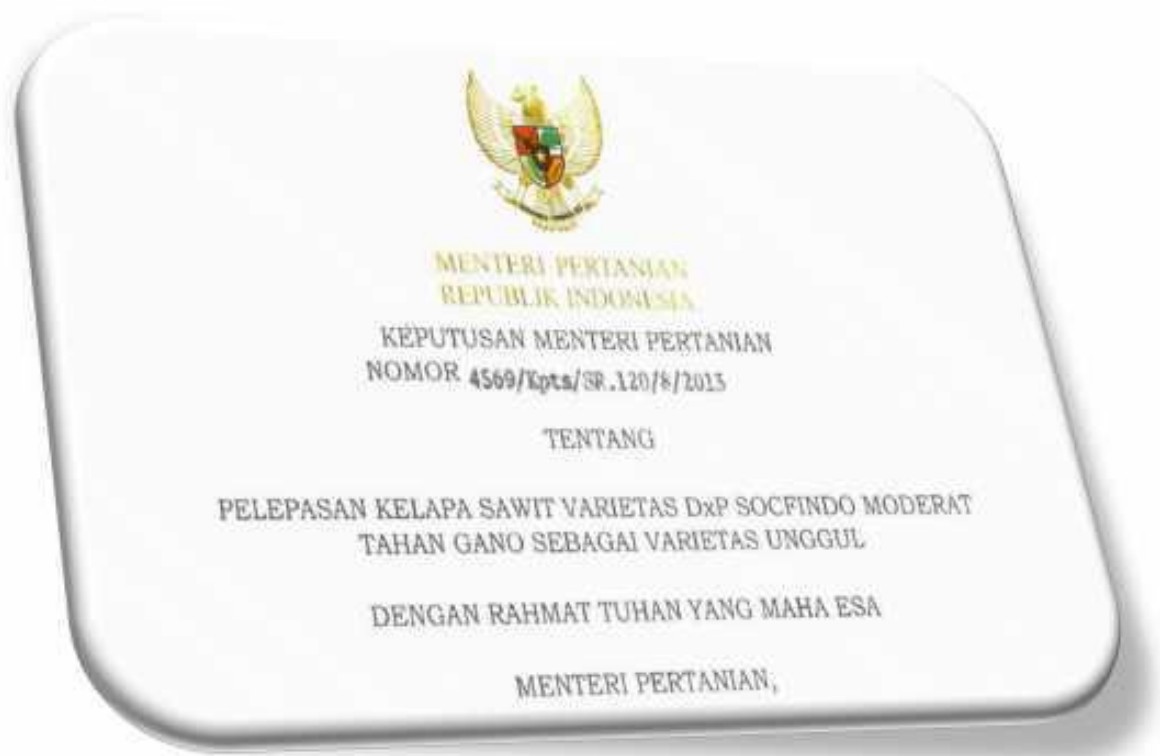 MENTERI PERTANIAN
REPUBLIK INDONESIA
KEPUTUSAN MENTERI PERTANIAN
NOMOR 4569/Kpts/SR.120/8/2013
TENTANG
PELEPASAN KELAPA SAWIT VARIETAS DxP SOCFINDO MODERAT
TAHAN GANO SEBAGAI VARIETAS UNGGUL
DENGAN RAHMAT TUHAN YANG MAHA ESA
MENTERI PERTANIAN,